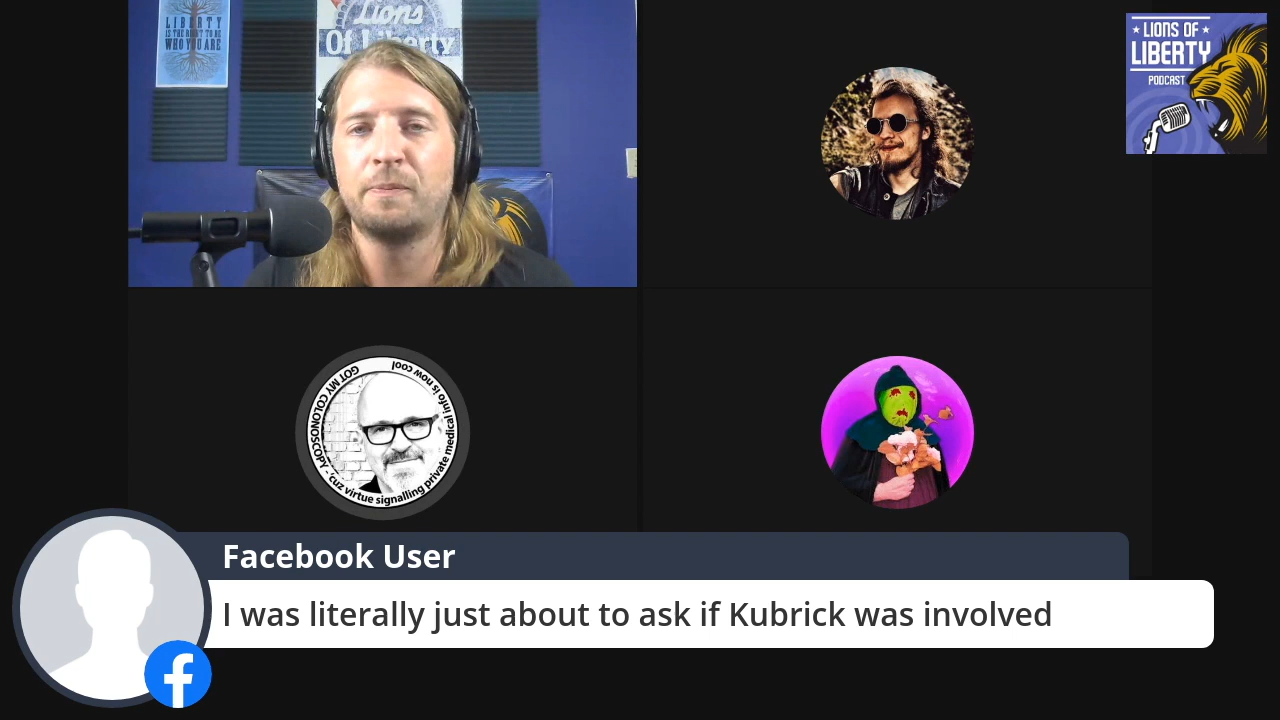 LIBERTY
IS THE RIGHT TO BE
WHO YOU ARE
Lions
Of Liberty
LIONS OF
LIBERTY
PODCAST
GOT MY COLONOSCOPY - 'cuz virtue signalling private medical info is now cool
Facebook User
I was literally just about to ask if Kubrick was involved